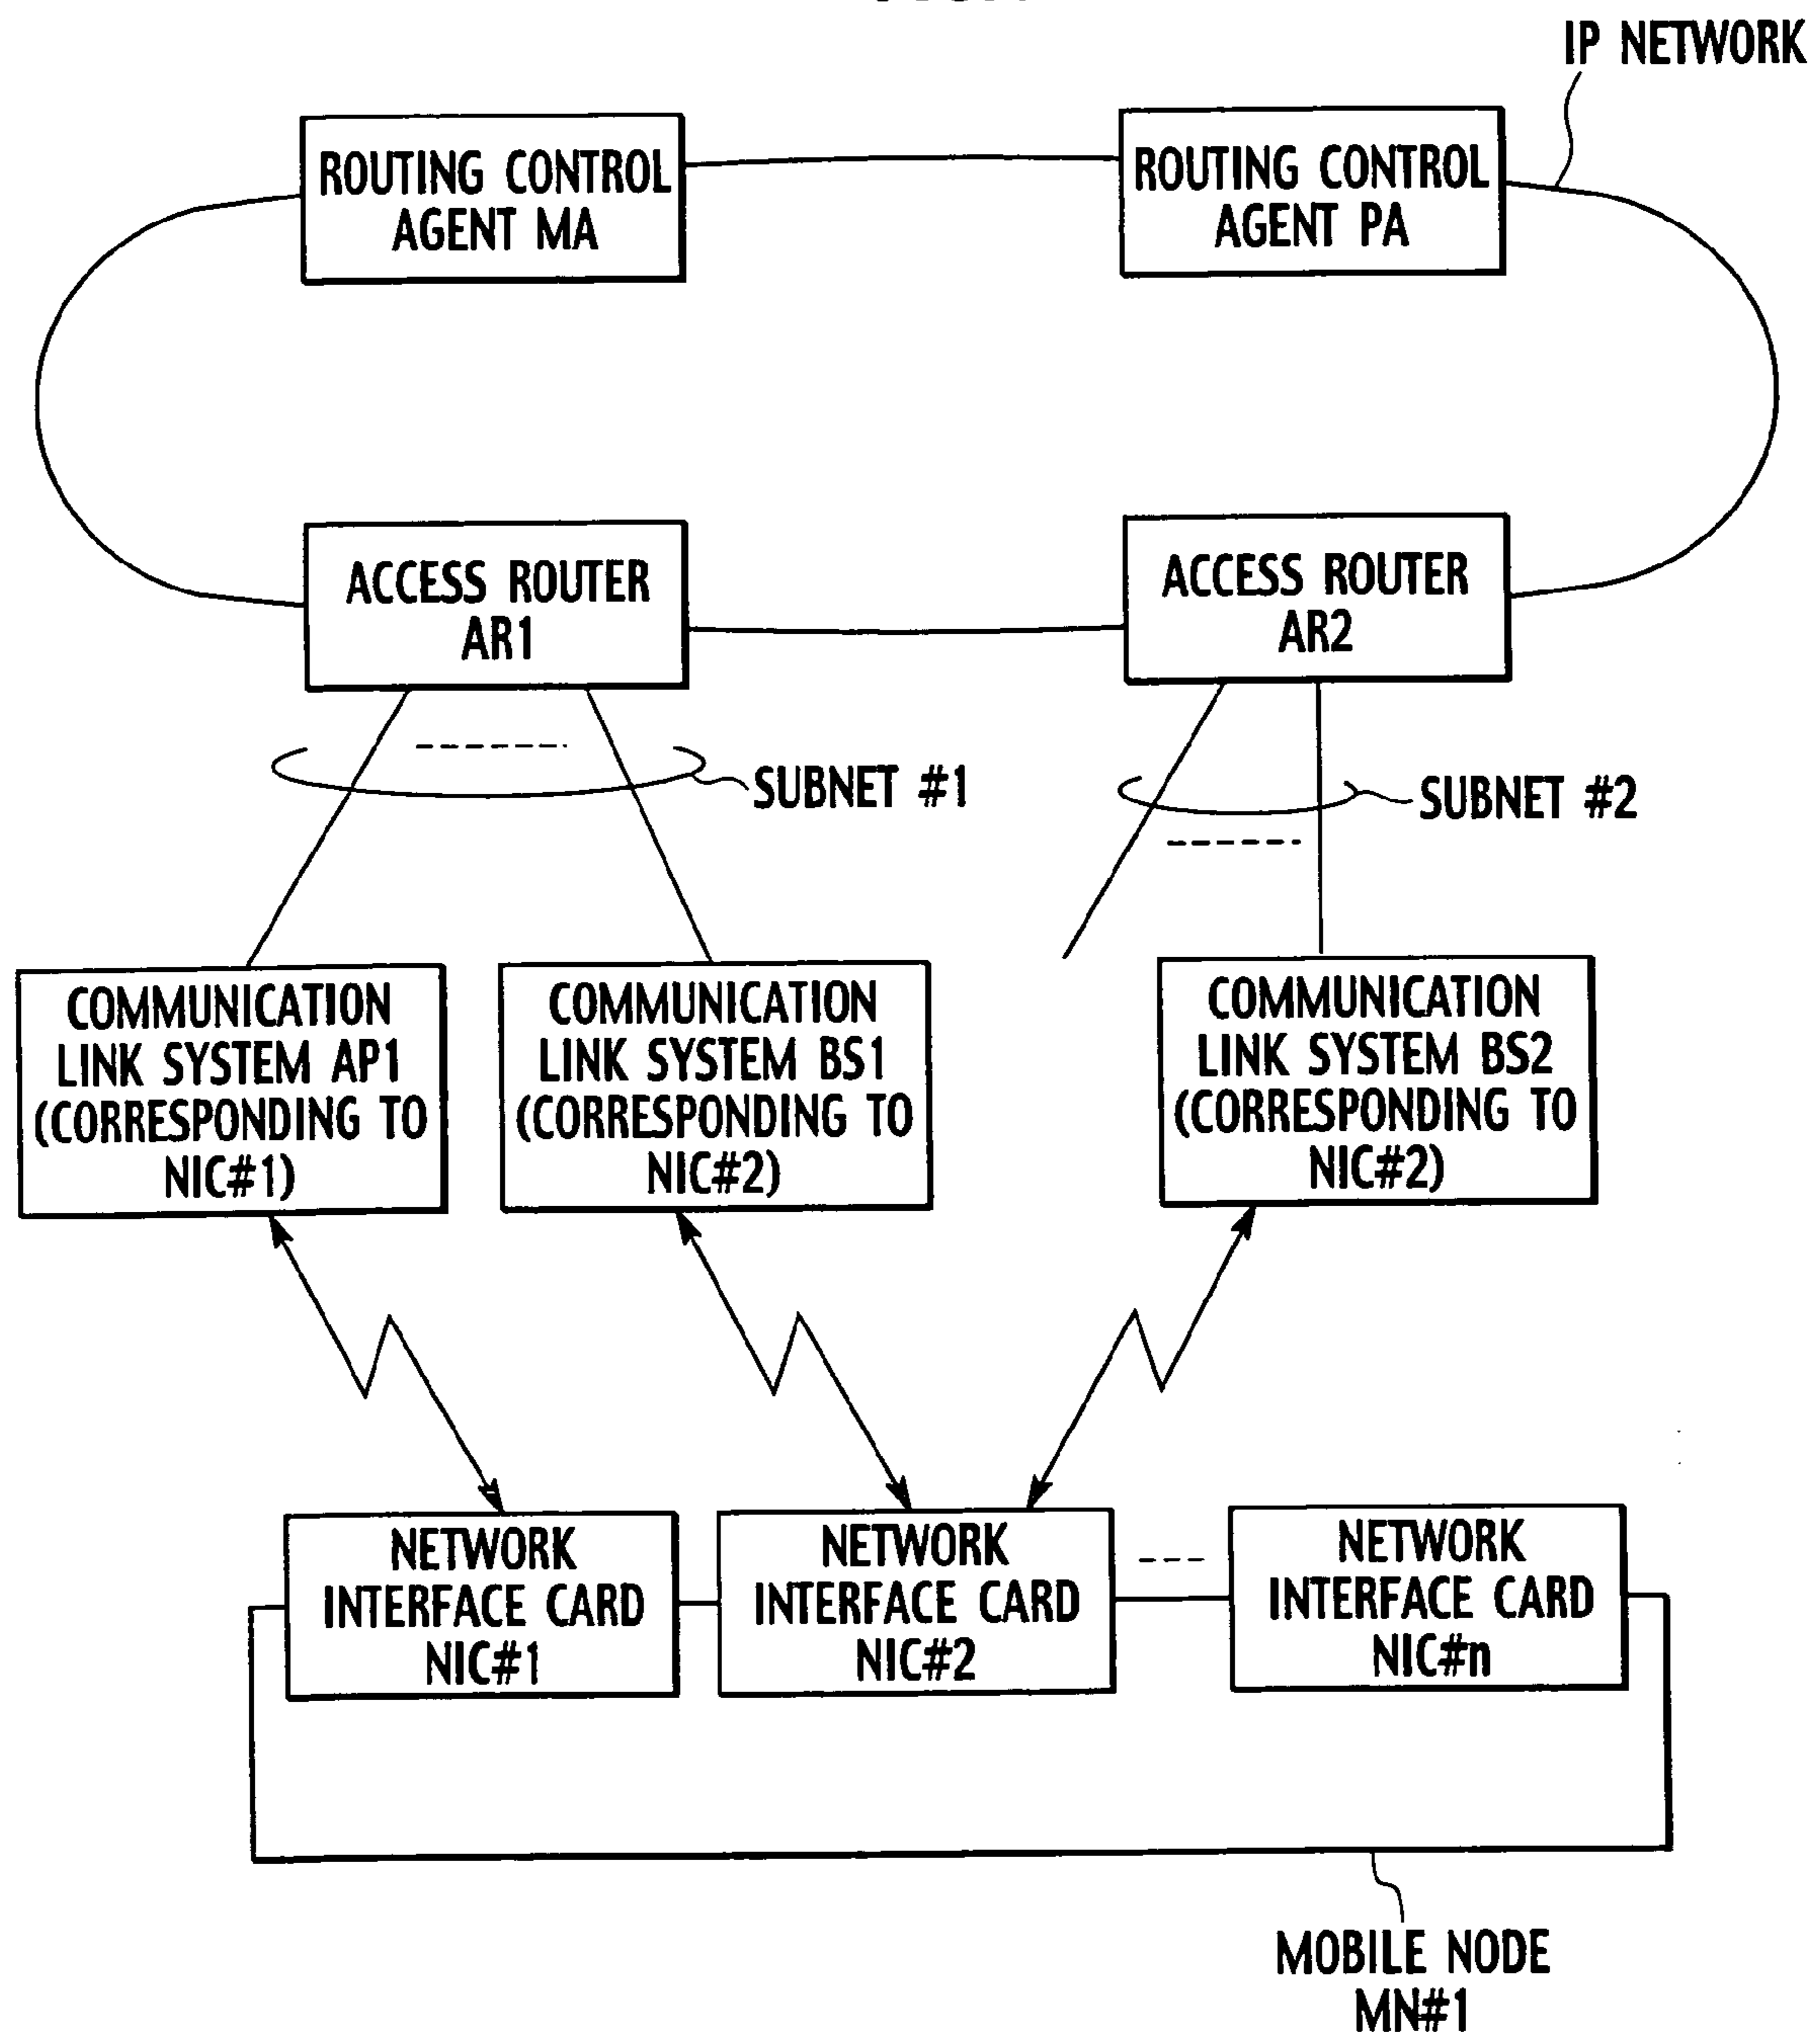 IP NETWORK
ROUTING CONTROL
AGENT MA
ROUTING CONTROL
AGENT PA
ACCESS ROUTER
AR1
ACCESS ROUTER
AR2
SUBNET #1
SUBNET #2
COMMUNICATION
LINK SYSTEM AP1
(CORRESPONDING TO
NIC#1)
COMMUNICATION
LINK SYSTEM BS1
(CORRESPONDING TO
NIC#2)
COMMUNICATION
LINK SYSTEM BS2
(CORRESPONDING TO
NIC#2)
NETWORK
INTERFACE CARD
NIC#1
NETWORK
INTERFACE CARD
NIC#2
NETWORK
INTERFACE CARD
NIC#n
MOBILE NODE
MN#1